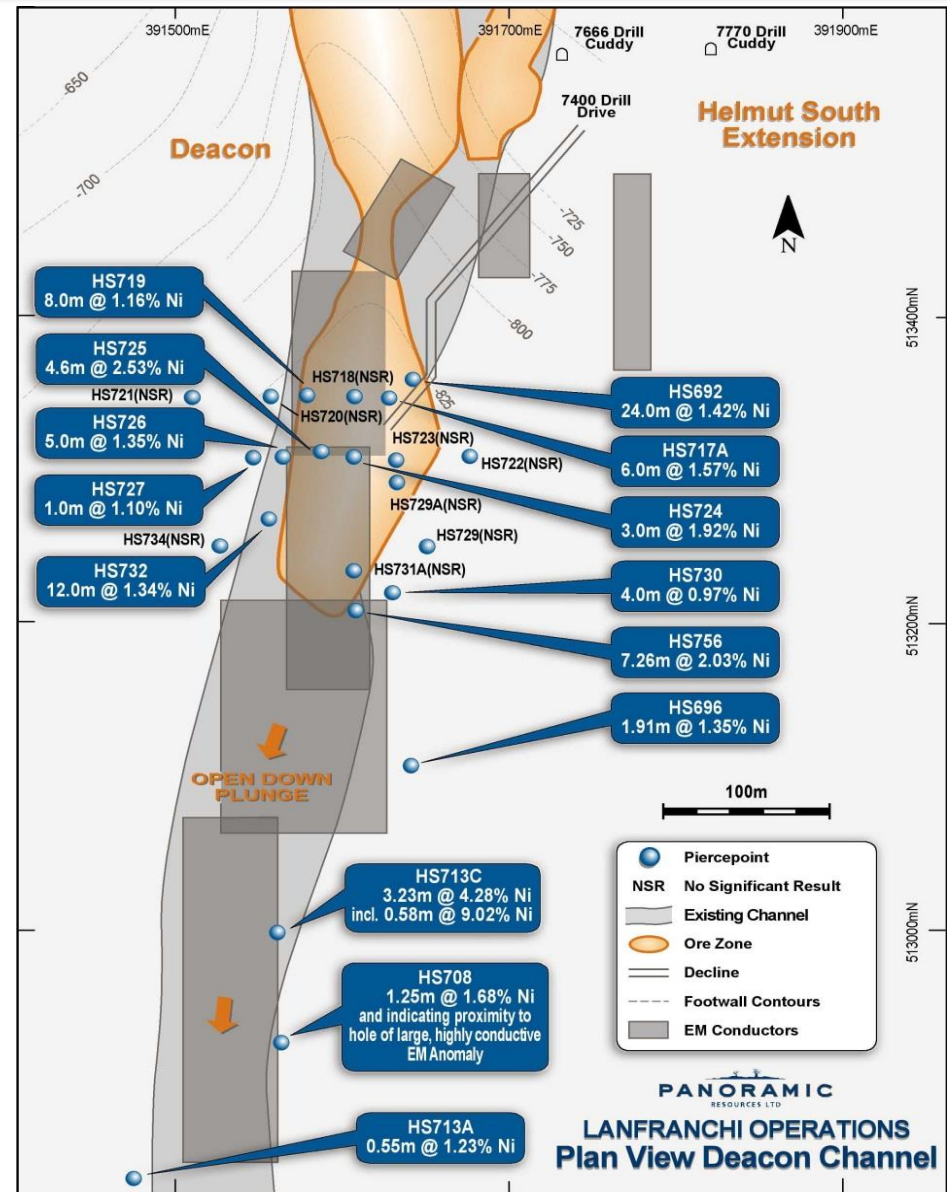 391500mE
391700mE
391900mE
7666 Drill
Cuddy
7770 Drill
Cuddy
7400 Drill
Drive
-650
-700
Deacon
Helmut South
Extension
N
-725
-750
-775
-800
-825
513400mN
HS719
8.0m @ 1.16% Ni
HS725
4.6m @ 2.53% Ni
HS721(NSR)
HS718(NSR)
HS720(NSR)
HS692
24.0m @ 1.42% Ni
HS726
5.0m @ 1.35% Ni
HS723(NSR)
HS722(NSR)
HS717A
6.0m @ 1.57% Ni
HS727
1.0m @ 1.10% Ni
HS729A(NSR)
HS724
3.0m @ 1.92% Ni
HS734(NSR)
HS729(NSR)
HS732
12.0m @ 1.34% Ni
HS731A(NSR)
HS730
4.0m @ 0.97% Ni
513200mN
HS756
7.26m @ 2.03% Ni
HS696
1.91m @ 1.35% Ni
OPEN DOWN
PLUNGE
100m
HS713C
3.23m @ 4.28% Ni
incl. 0.58m @ 9.02% Ni
513000mN
HS708
1.25m @ 1.68% Ni
and indicating proximity to
hole of large, highly conductive
EM Anomaly
HS713A
0.55m @ 1.23% Ni
Piercepoint
NSR No Significant Result
Existing Channel
Ore Zone
Decline
Footwall Contours
EM Conductors
PANORAMIC
RESOURCES LTD
LANFRANCHI OPERATIONS
Plan View Deacon Channel